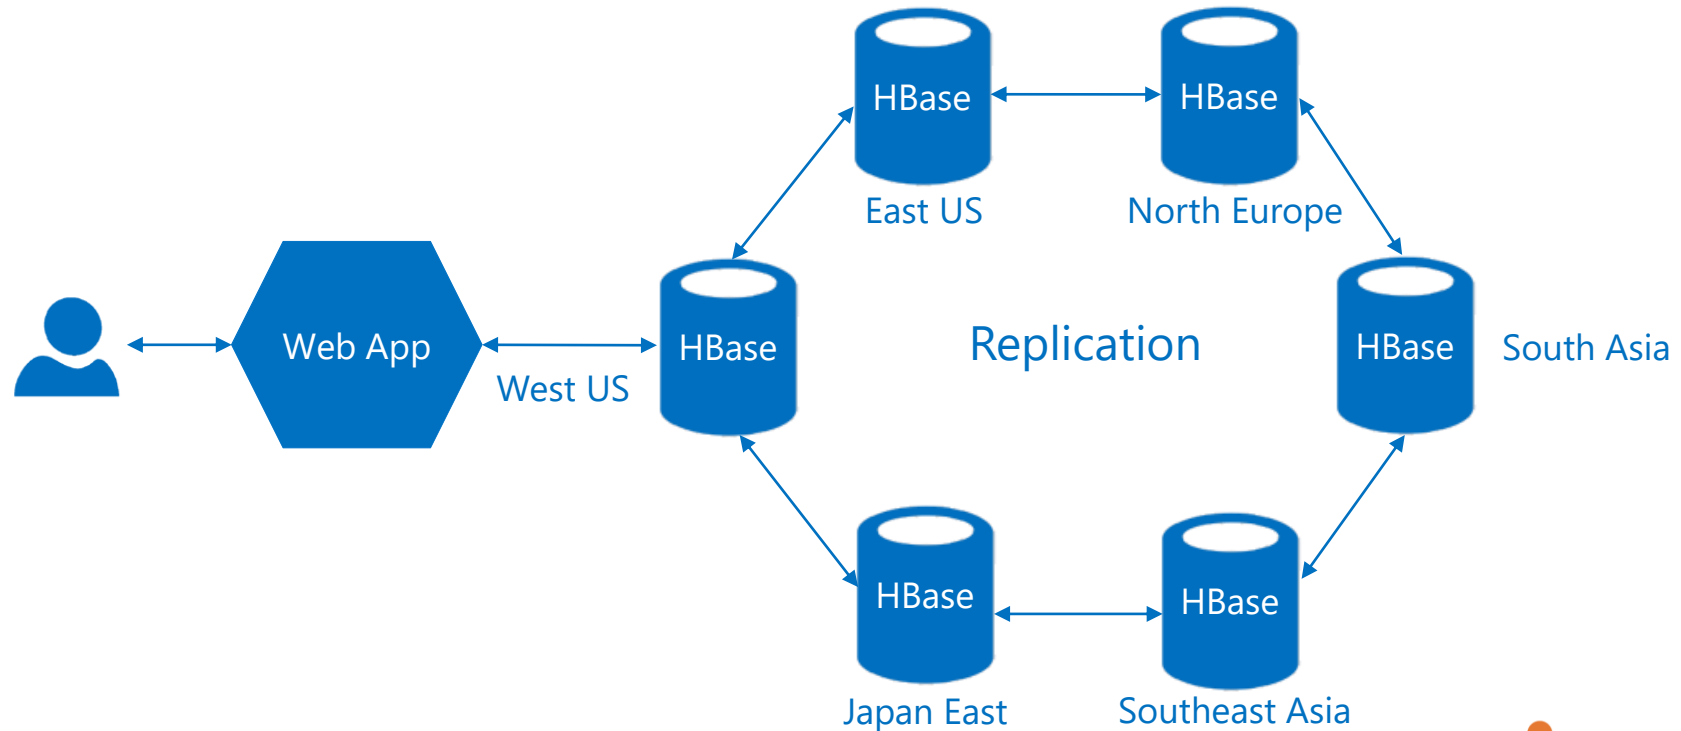 HBase
HBase
East US
North Europe
Web App
HBase
Replication
HBase
South Asia
West US
HBase
HBase
Japan East
Southeast Asia